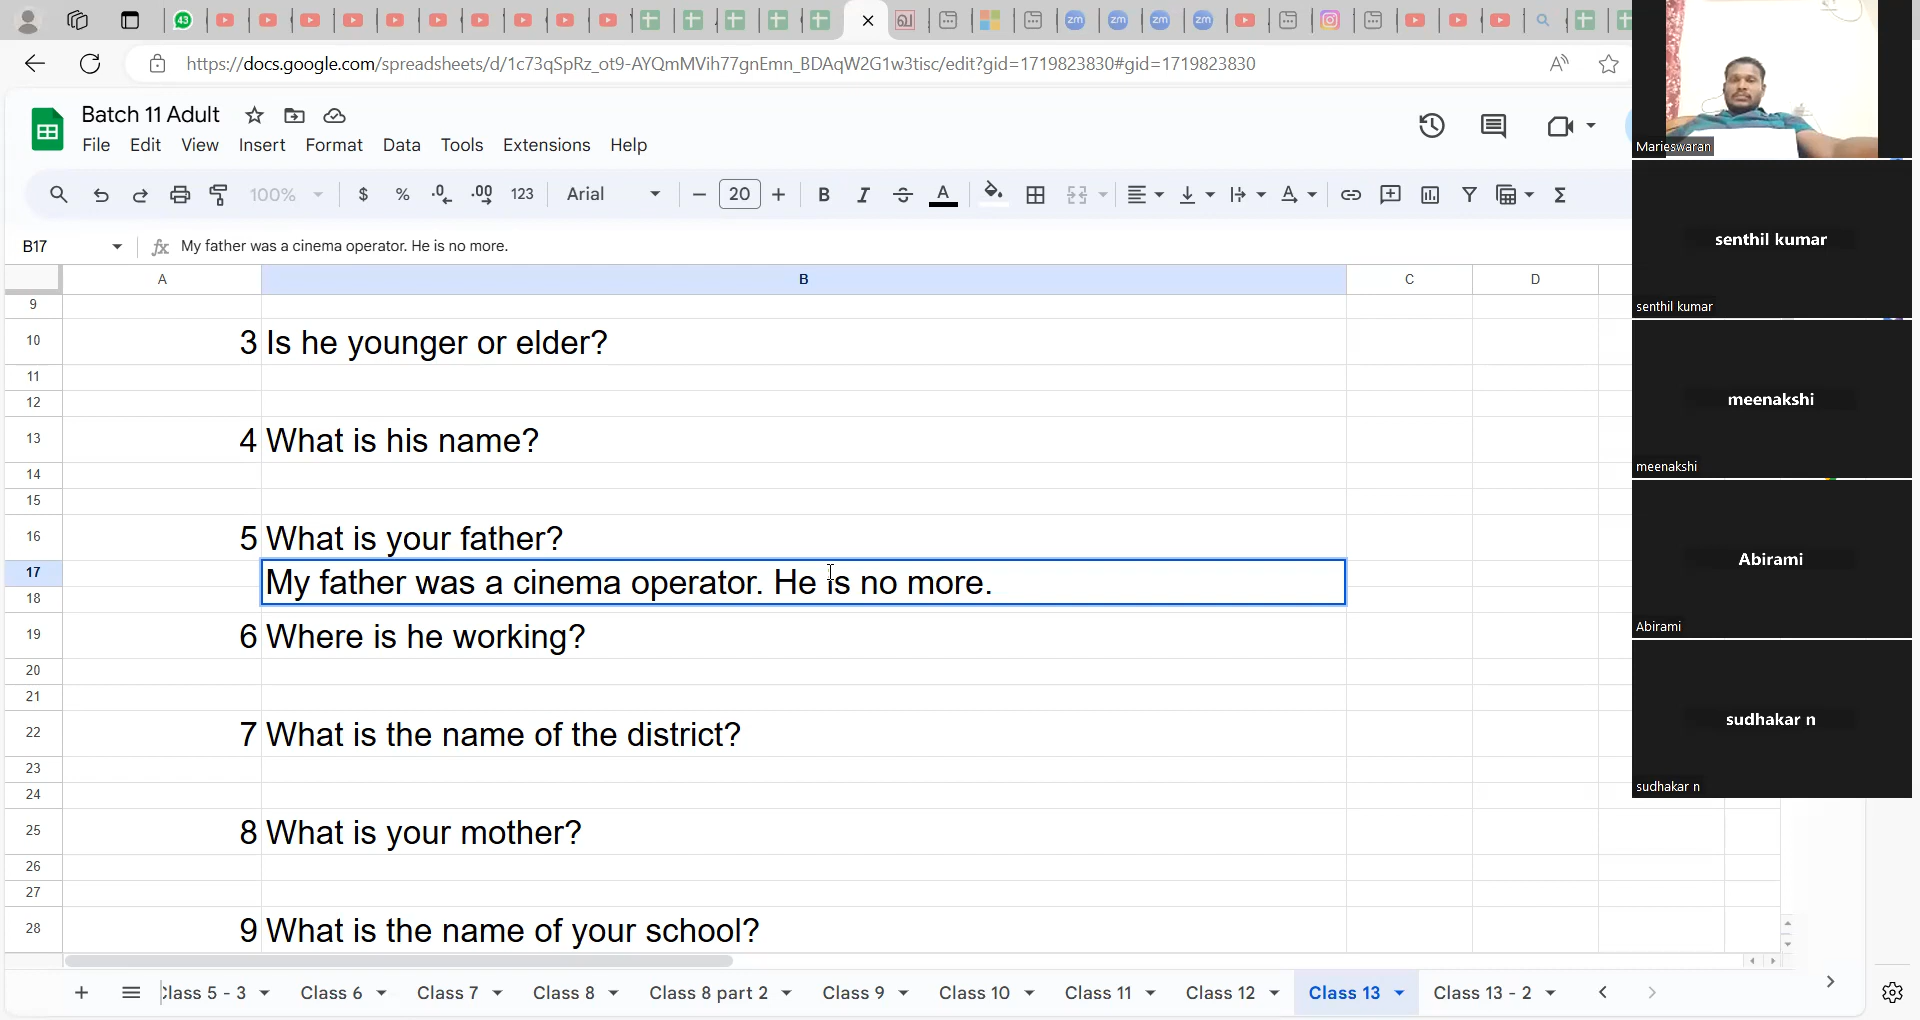 43
https://docs.google.com/spreadsheets/d/1c73qSpRz_ot9-AYQmMVih77gnEmn_BDAqW2G1w3tisc/edit?gid=1719823830#gid=1719823830
Batch 11 Adult
File Edit View Insert Format Data Tools Extensions Help
100% $ % .0 .00 123 Arial 20 B I A
B17 fx My father was a cinema operator. He is no more.
A B C D
9
10 3 Is he younger or elder?
11
12
13 4 What is his name?
14
15
16 5 What is your father?
17 My father was a cinema operator. He is no more.
18
19 6 Where is he working?
20
21
22 7 What is the name of the district?
23
24
25 8 What is your mother?
26
27
28 9 What is the name of your school?
Class 5 - 3 Class 6 Class 7 Class 8 Class 8 part 2 Class 9 Class 10 Class 11 Class 12 Class 13 Class 13 - 2
Marieswaran
senthil kumar
senthil kumar
meenakshi
meenakshi
Abirami
Abirami
sudhakar n
sudhakar n